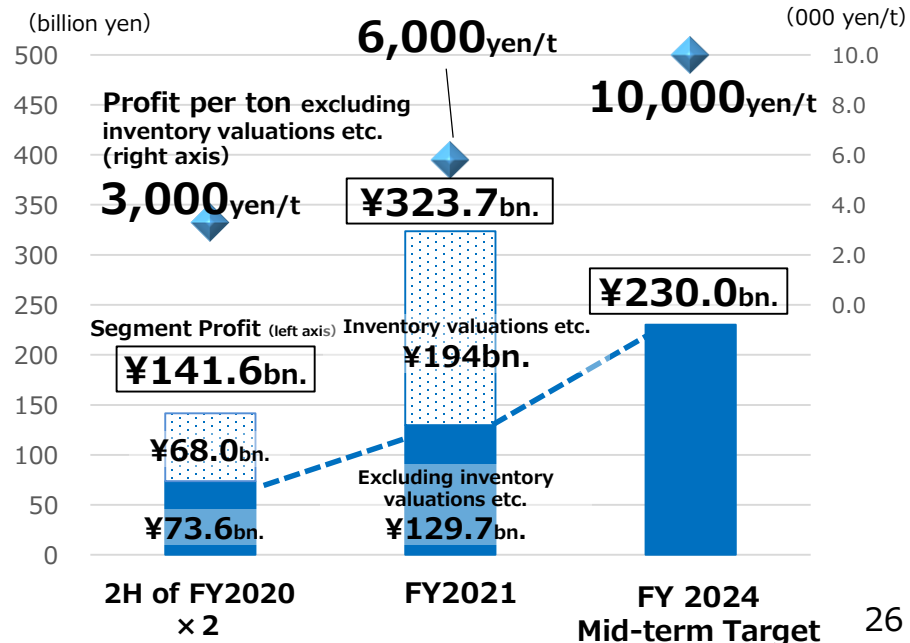 (billion yen)
(000 yen/t)
500
450
400
350
300
250
200
150
100
50
0
10.0
8.0
6.0
4.0
2.0
0.0
Profit per ton excluding
inventory valuations etc.
(right axis)
3,000yen/t
6,000yen/t
10,000yen/t
Segment Profit (left axis)
¥141.6bn.
¥68.0bn.
¥73.6bn.
¥323.7bn.
Inventory valuations etc.
¥194bn.
Excluding inventory
valuations etc.
¥129.7bn.
¥230.0bn.
2H of FY2020
×2
FY2021
FY 2024
Mid-term Target
26